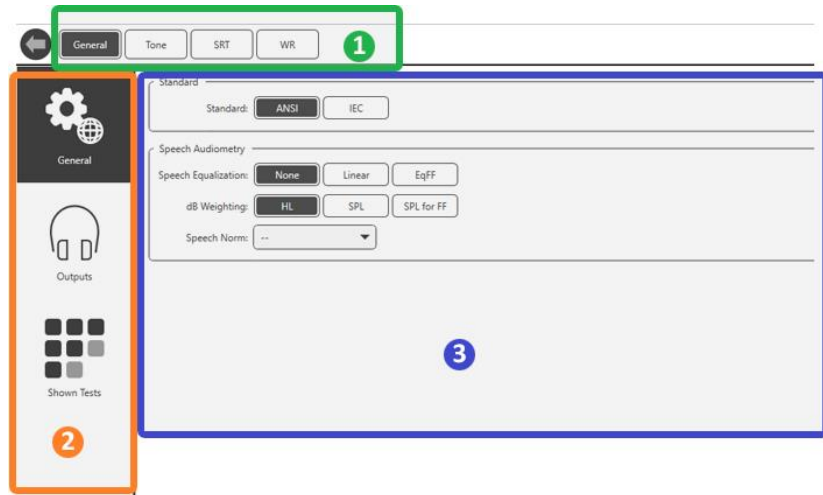 General Tone SRT WR 1
Standard
Standard: ANSI IEC
General
Speech Audiometry
Speech Equalization: None Linear EqFF
dB Weighting: HL SPL SPL for FF
Speech Norm: --
Outputs
3
Shown Tests
2